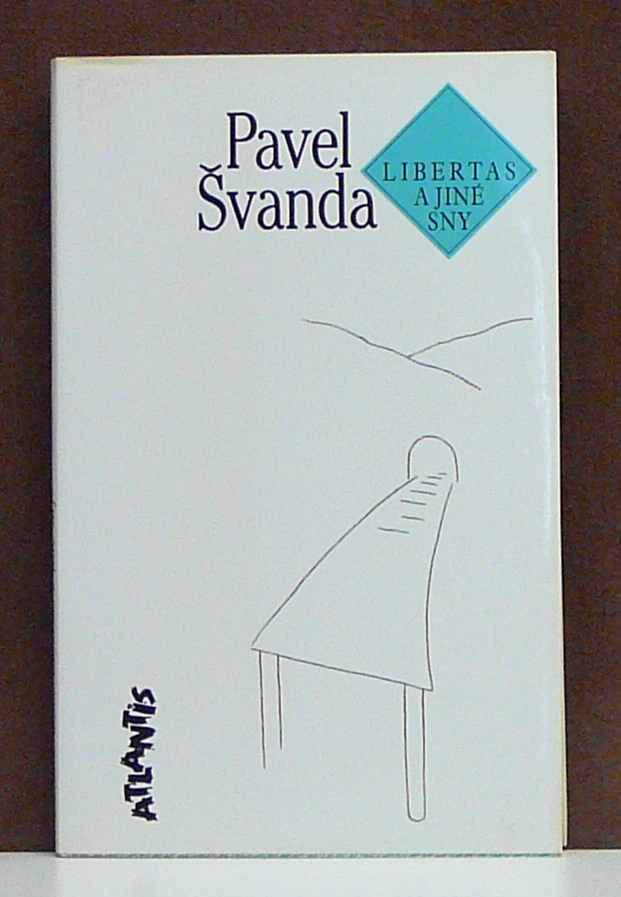 Pavel
Švanda
LIBERTAS
A JINÉ
SNY
ATLANTIS